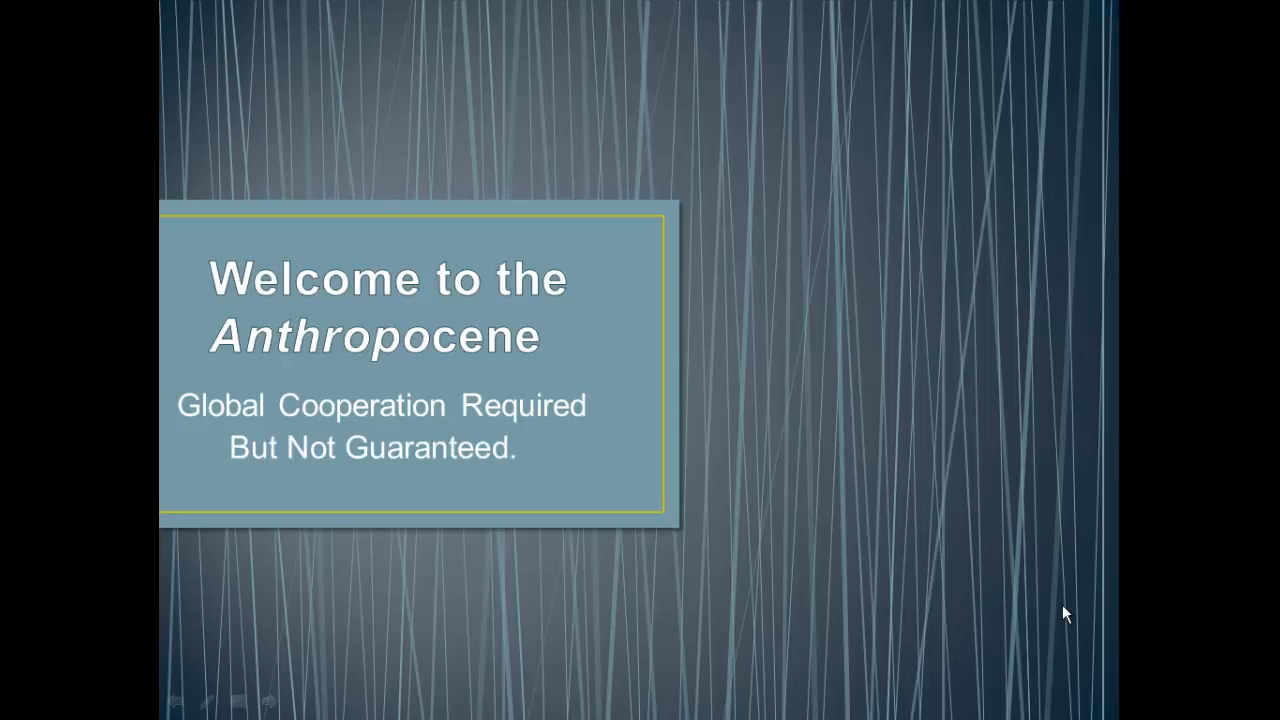 Welcome to the
Anthropocene
Global Cooperation Required
But Not Guaranteed.